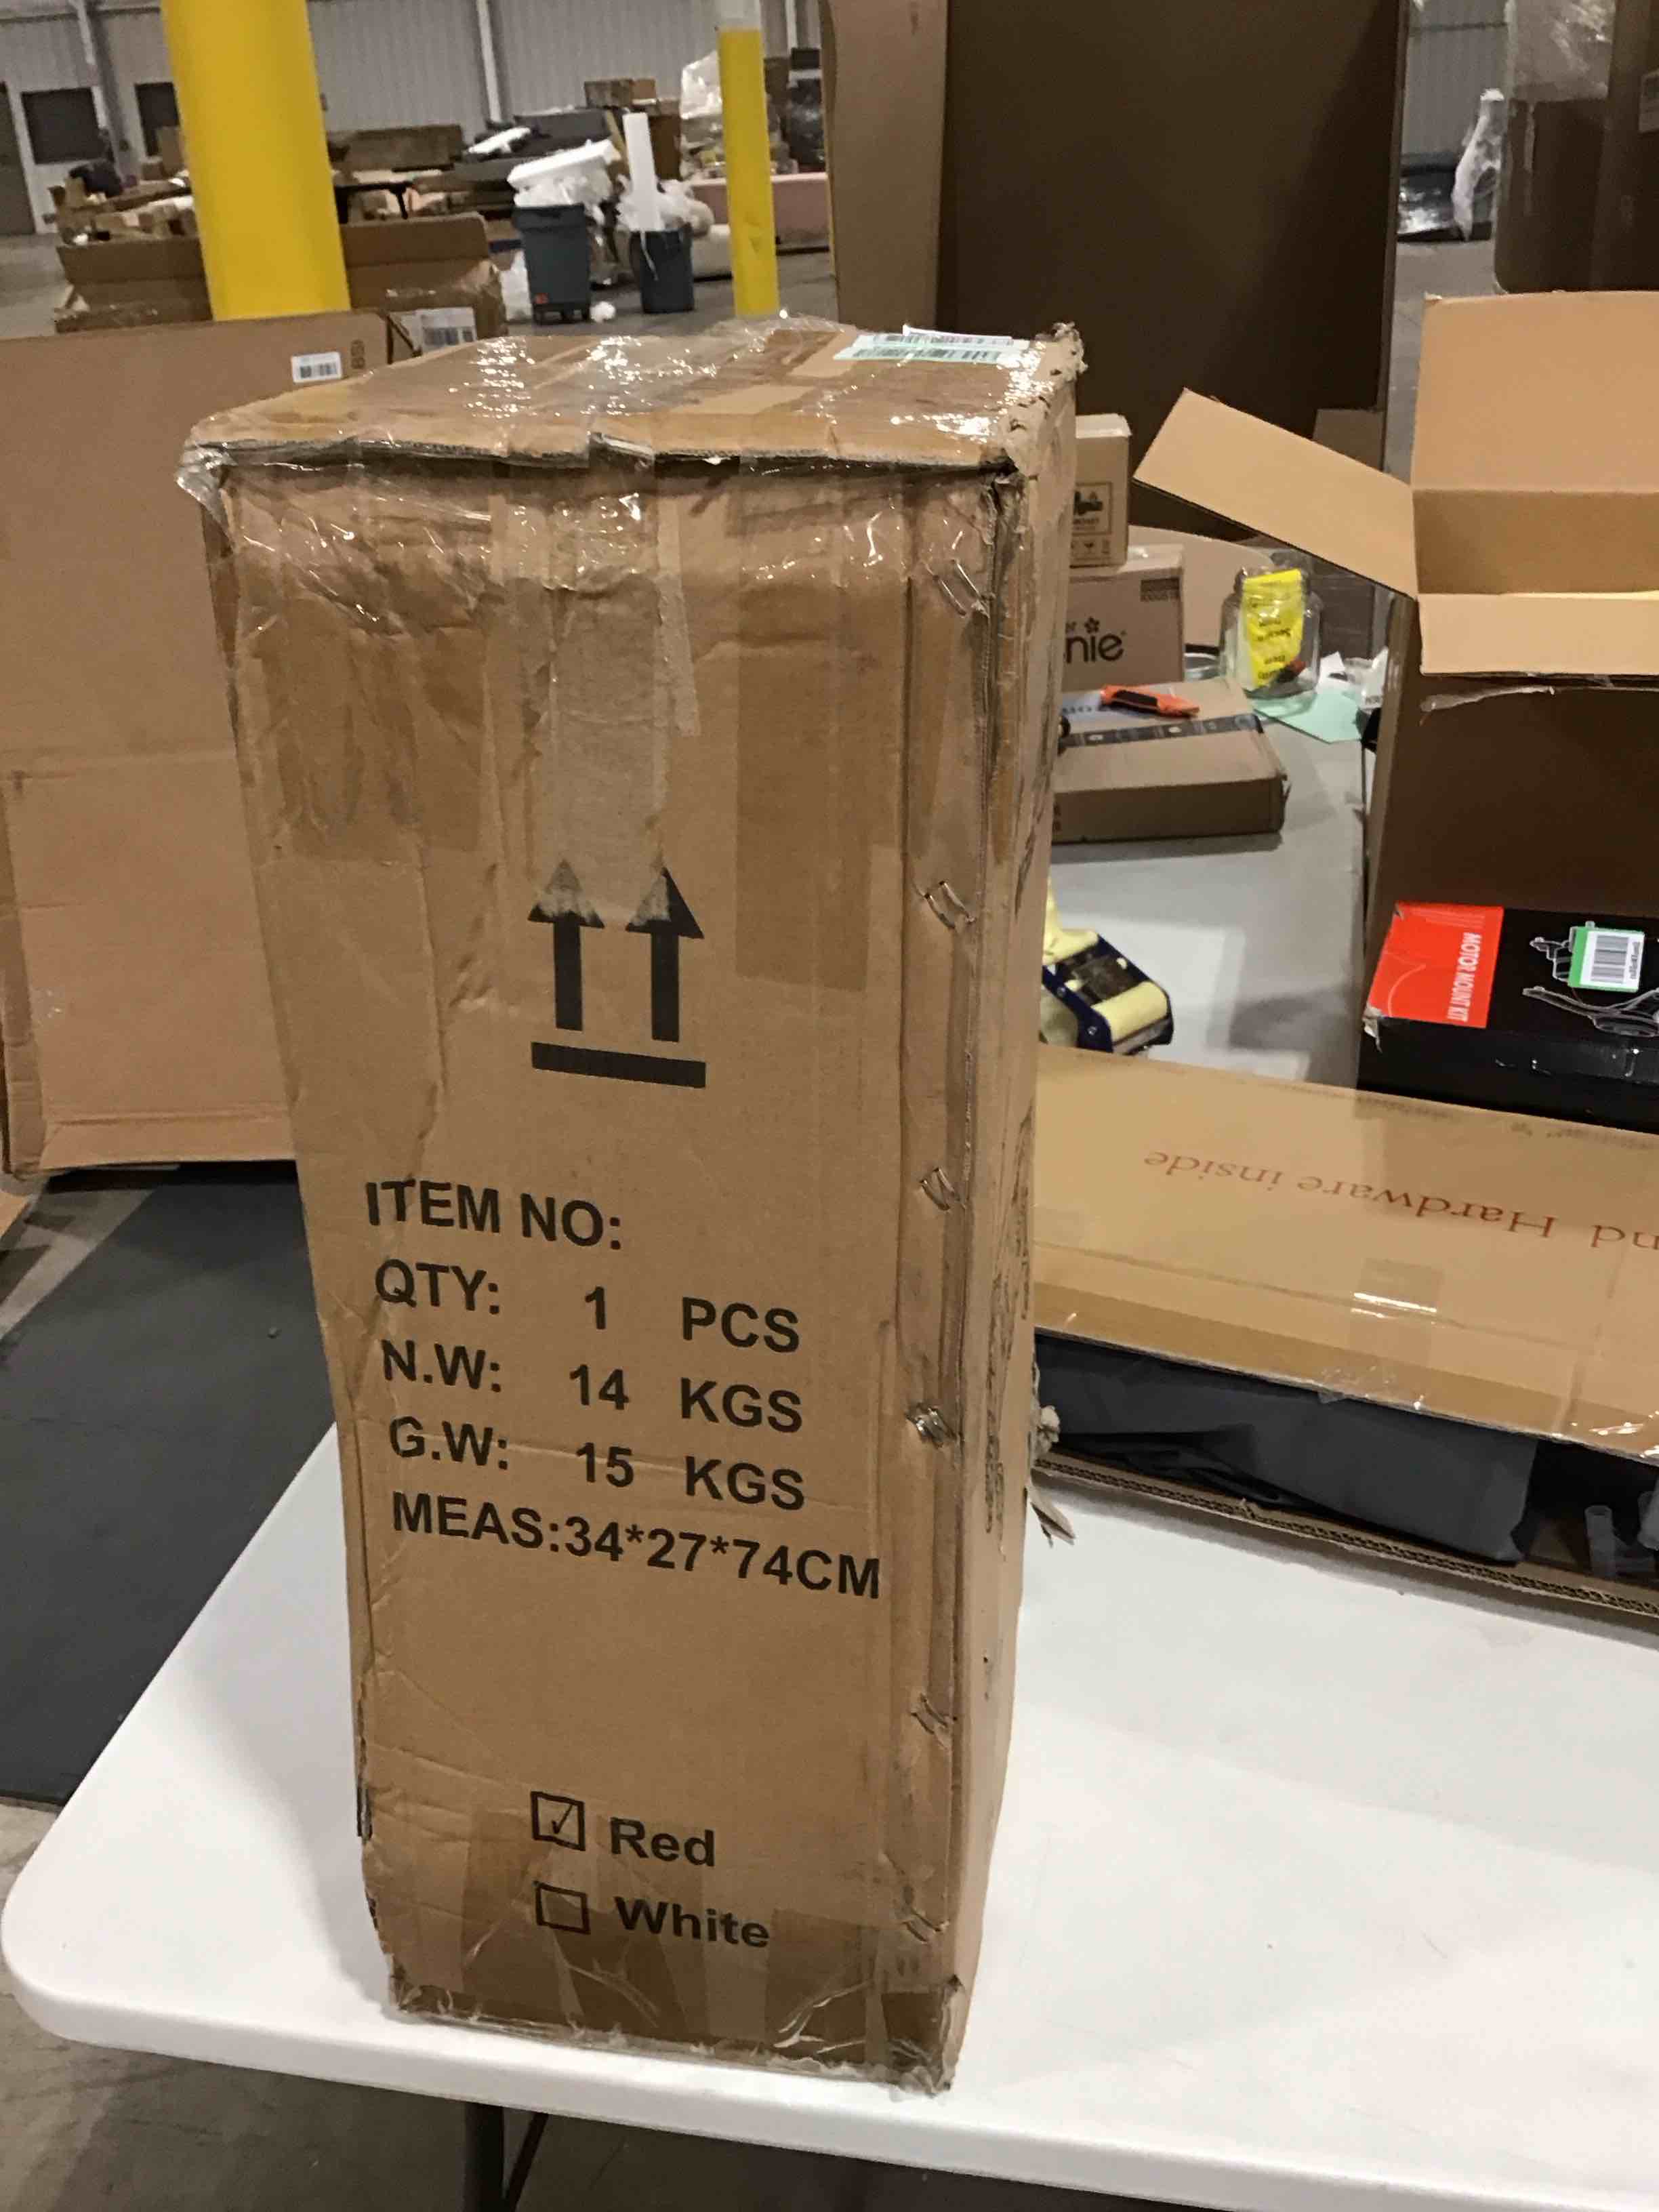 ITEM NO:
QTY: 1 PCS
N.W: 14 KGS
G.W: 15 KGS
MEAS:34*27*74CM
Red
White
nie
MOTOR MOUNT KIT
nd Hardware inside